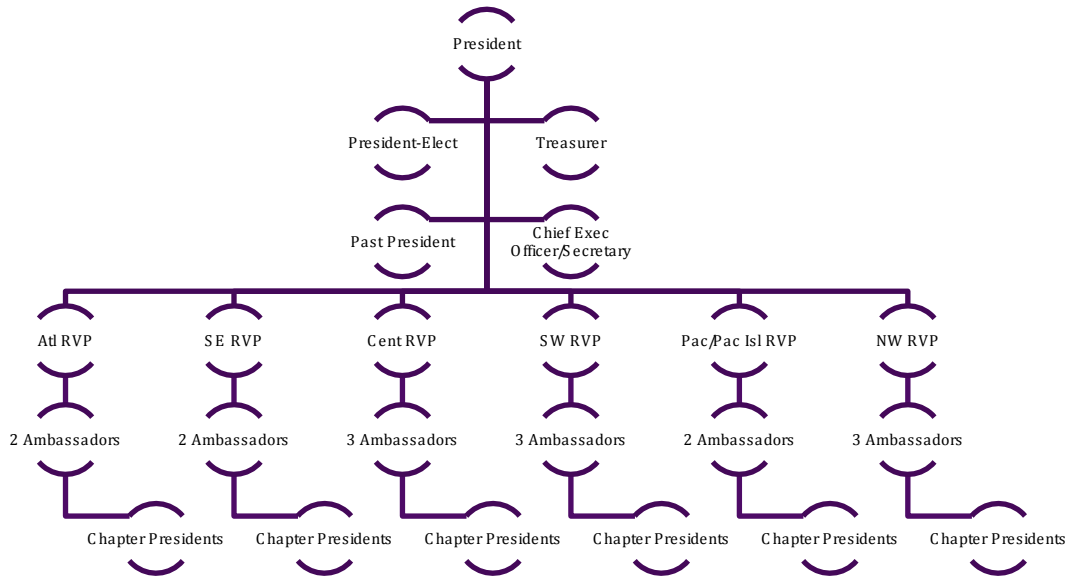 President
President-Elect
Treasurer
Past President
Chief Exec
Officer/Secretary
Atl RVP
SE RVP
Cent RVP
SW RVP
Pac/Pac Isl RVP
NW RVP
2 Ambassadors
2 Ambassadors
3 Ambassadors
3 Ambassadors
2 Ambassadors
3 Ambassadors
Chapter Presidents
Chapter Presidents
Chapter Presidents
Chapter Presidents
Chapter Presidents
Chapter Presidents